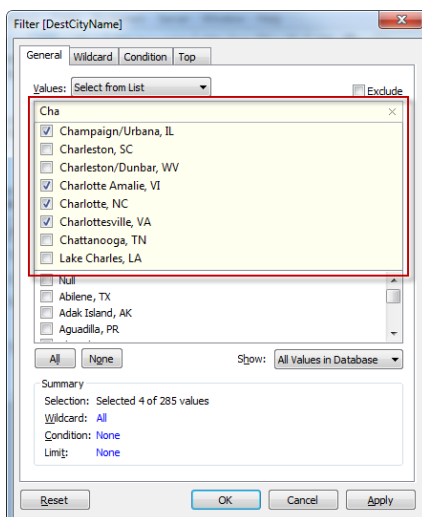 Filter [DestCityName]
General Wildcard Condition Top
Values: Select from List Exclude
Cha
Champaign/Urbana, IL
Charleston, SC
Charleston/Dunbar, WV
Charlotte Amalie, VI
Charlotte, NC
Charlottesville, VA
Chattanooga, TN
Lake Charles, LA
Null
Abilene, TX
Adak Island, AK
Aguadilla, PR
All None Show: All Values in Database
Summary
Selection: Selected 4 of 285 values
Wildcard: All
Condition: None
Limit: None
Reset OK Cancel Apply